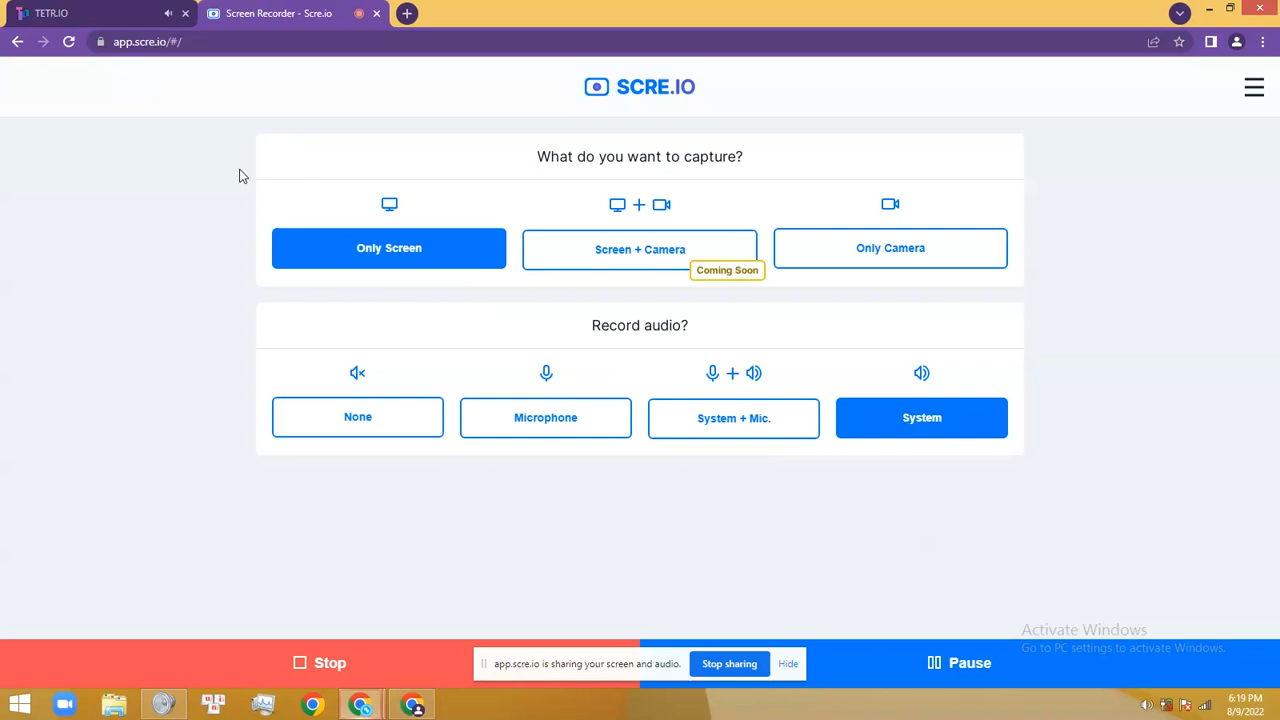 TETR.IO
Screen Recorder - Scre.io
app.scre.io/#/
SCRE.IO
What do you want to capture?
Only Screen
Screen + Camera
Only Camera
Coming Soon
Record audio?
None
Microphone
System + Mic.
System
Activate Windows
Go to PC settings to activate Windows.
Stop
app.scre.io is sharing your screen and audio.
Stop sharing
Hide
Pause
6:19 PM
8/9/2022